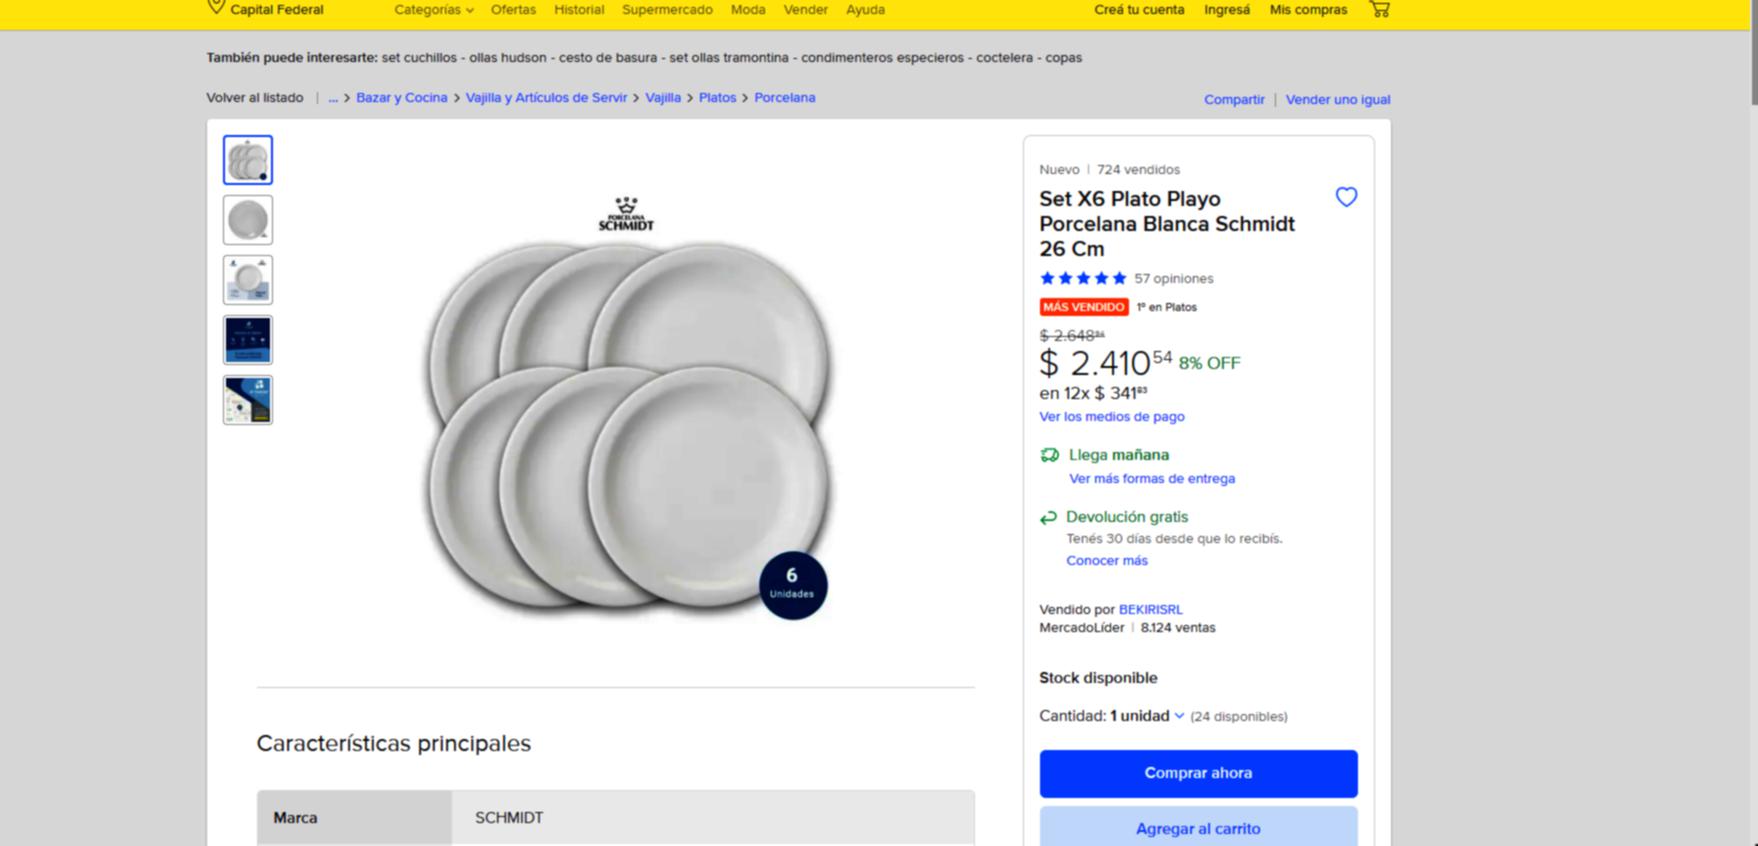 Capital Federal
Categorías Ofertas Historial Supermercado Moda Vender Ayuda
Creá tu cuenta Ingresá Mis compras
También puede interesarte: set cuchillos - ollas hudson - cesto de basura - set ollas tramontina - condimenteros especieros - coctelera - copas
Volver al listado | ... > Bazar y Cocina > Vajilla y Artículos de Servir > Vajilla > Platos > Porcelana
Compartir | Vender uno igual
PORCELANA
SCHMIDT
6
Unidades
Características principales
Marca SCHMIDT
Nuevo | 724 vendidos
Set X6 Plato Playo
Porcelana Blanca Schmidt
26 Cm
57 opiniones
MÁS VENDIDO 1º en Platos
$ 2.648
$ 2.410 54 8% OFF
en 12x $ 341 83
Ver los medios de pago
Llega mañana
Ver más formas de entrega
Devolución gratis
Tenés 30 días desde que lo recibís.
Conocer más
Vendido por BEKIRISRL
MercadoLíder | 8.124 ventas
Stock disponible
Cantidad: 1 unidad (24 disponibles)
Comprar ahora
Agregar al carrito